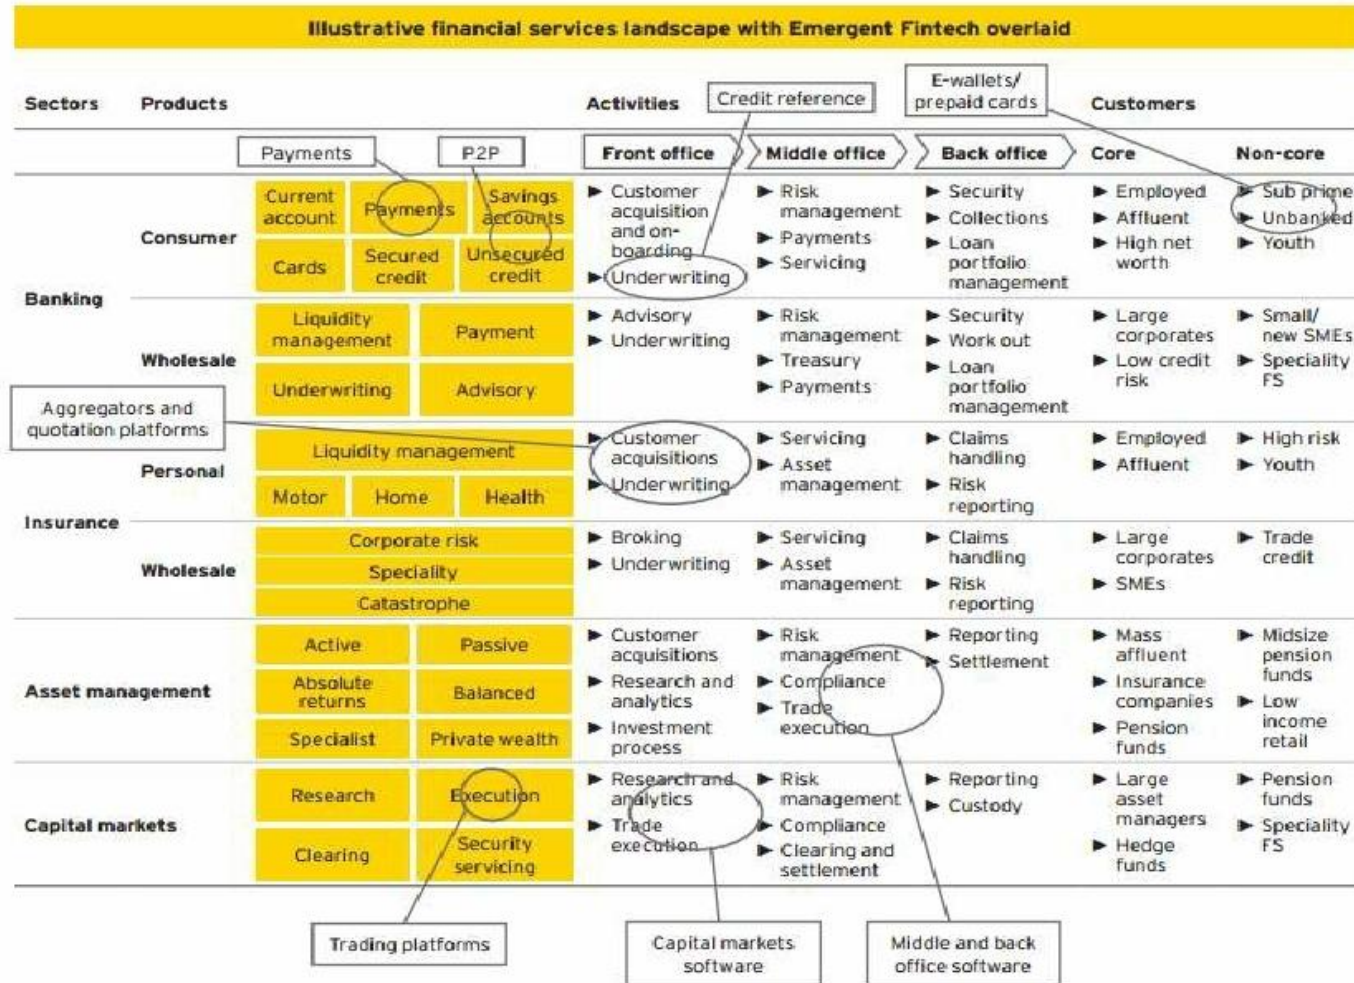 Illustrative financial services landscape with Emergent Fintech overlaid
Sectors
Products
Activities
Credit reference
E-wallets/
prepaid cards
Customers
Payments
P2P
Front office
Middle office
Back office
Core
Non-core
Banking
Consumer
Current
account
Payments
Savings
accounts
Cards
Secured
credit
Unsecured
credit
► Customer
acquisition
and on-
boarding
► Underwriting
► Risk
management
► Payments
► Servicing
► Security
► Collections
► Loan
portfolio
management
► Employed
► Affluent
► High net
worth
► Sub prime
► Unbanked
► Youth
Wholesale
Liquidity
management
Payment
Underwriting
Advisory
► Advisory
► Underwriting
► Risk
management
► Treasury
► Payments
► Security
► Work out
► Loan
portfolio
management
► Large
corporates
► Low credit
risk
► Small/
new SMEs
► Speciality
FS
Aggregators and
quotation platforms
Insurance
Personal
Liquidity management
Motor
Home
Health
► Customer
acquisitions
► Underwriting
► Servicing
► Asset
management
► Claims
handling
► Risk
reporting
► Employed
► Affluent
► High risk
► Youth
Wholesale
Corporate risk
Speciality
Catastrophe
► Broking
► Underwriting
► Servicing
► Asset
management
► Claims
handling
► Risk
reporting
► Large
corporates
► SMEs
► Trade
credit
Asset management
Active
Passive
Absolute
returns
Balanced
Specialist
Private wealth
► Customer
acquisitions
► Research and
analytics
► Investment
process
► Risk
management
► Compliance
► Trade
execution
► Reporting
► Settlement
► Mass
affluent
► Insurance
companies
► Pension
funds
► Midsize
pension
funds
► Low
income
retail
Capital markets
Research
Execution
Clearing
Security
servicing
► Research and
analytics
► Trade
execution
► Risk
management
► Compliance
► Clearing and
settlement
► Reporting
► Custody
► Large
asset
managers
► Hedge
funds
► Pension
funds
► Speciality
FS
Trading platforms
Capital markets
software
Middle and back
office software